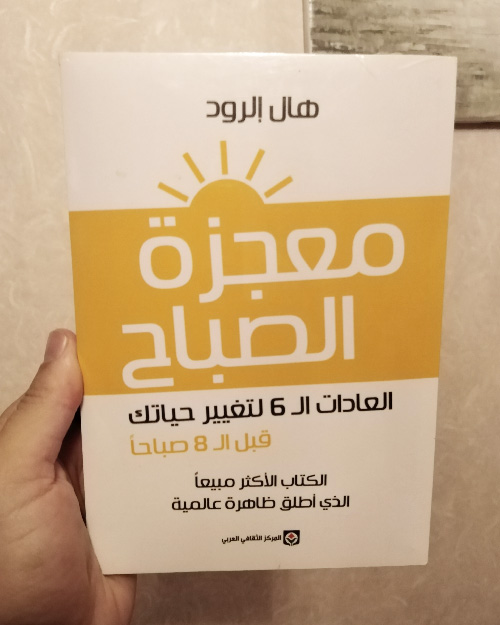 هال إلرود
معجزة
الصباح
العادات الـ 6 لتغيير حياتك
قبل الـ 8 صباحاً
الكتاب الأكثر مبيعاً
الذي أطلق ظاهرة عالمية
المركز الثقافي العربي